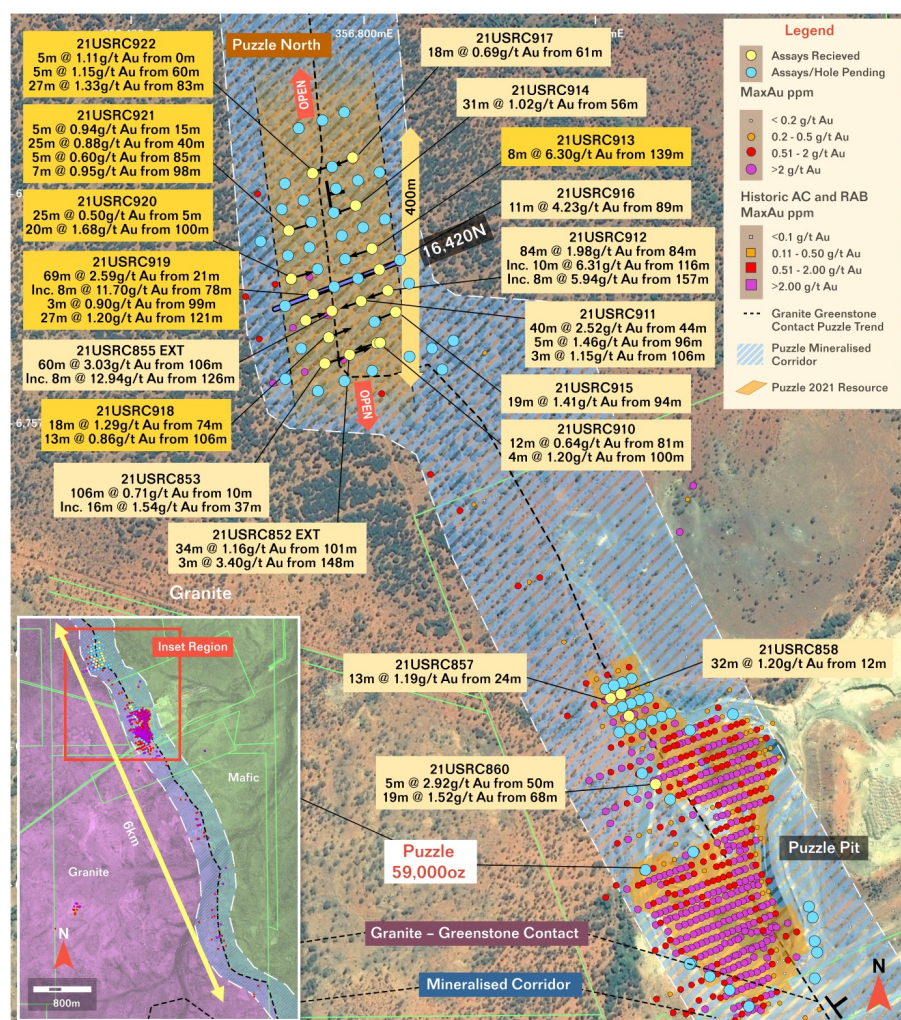 356,800mE
mE
Puzzle North
21USRC922
5m @ 1.11g/t Au from 0m
5m @ 1.15g/t Au from 60m
27m @ 1.33g/t Au from 83m
21USRC921
5m @ 0.94g/t Au from 15m
25m @ 0.88g/t Au from 40m
5m @ 0.60g/t Au from 85m
7m @ 0.95g/t Au from 98m
21USRC920
25m @ 0.50g/t Au from 5m
20m @ 1.68g/t Au from 100m
21USRC919
69m @ 2.59g/t Au from 21m
Inc. 8m @ 11.70g/t Au from 78m
3m @ 0.90g/t Au from 99m
27m @ 1.20g/t Au from 121m
21USRC855 EXT
60m @ 3.03g/t Au from 106m
Inc. 8m @ 12.94g/t Au from 126m
21USRC918
18m @ 1.29g/t Au from 74m
13m @ 0.86g/t Au from 106m
6,757
21USRC853
106m @ 0.71g/t Au from 10m
Inc. 16m @ 1.54g/t Au from 37m
21USRC852 EXT
34m @ 1.16g/t Au from 101m
3m @ 3.40g/t Au from 148m
OPEN
OPEN
400m
16,420N
21USRC917
18m @ 0.69g/t Au from 61m
21USRC914
31m @ 1.02g/t Au from 56m
21USRC913
8m @ 6.30g/t Au from 139m
21USRC916
11m @ 4.23g/t Au from 89m
21USRC912
84m @ 1.98g/t Au from 84m
Inc. 10m @ 6.31g/t Au from 116m
Inc. 8m @ 5.94g/t Au from 157m
21USRC911
40m @ 2.52g/t Au from 44m
5m @ 1.46g/t Au from 96m
3m @ 1.15g/t Au from 106m
21USRC915
19m @ 1.41g/t Au from 94m
21USRC910
12m @ 0.64g/t Au from 81m
4m @ 1.20g/t Au from 100m
Legend
Assays Recieved
Assays/Hole Pending
MaxAu ppm
< 0.2 g/t Au
0.2 - 0.5 g/t Au
0.51 - 2 g/t Au
>2 g/t Au
Historic AC and RAB
MaxAu ppm
<0.1 g/t Au
0.11 - 0.50 g/t Au
0.51 - 2.00 g/t Au
>2.00 g/t Au
Granite Greenstone
Contact Puzzle Trend
Puzzle Mineralised
Corridor
Puzzle 2021 Resource
Granite
21USRC857
13m @ 1.19g/t Au from 24m
21USRC858
32m @ 1.20g/t Au from 12m
21USRC860
5m @ 2.92g/t Au from 50m
19m @ 1.52g/t Au from 68m
Puzzle
59,000oz
Puzzle Pit
Granite – Greenstone Contact
Mineralised Corridor
N
Inset Region
Mafic
6km
Granite
N
800m